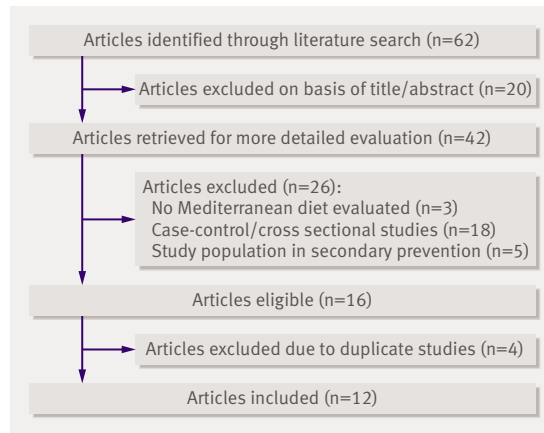 Articles identified through literature search (n=62)
Articles excluded on basis of title/abstract (n=20)
Articles retrieved for more detailed evaluation (n=42)
Articles excluded (n=26):
No Mediterranean diet evaluated (n=3)
Case-control/cross sectional studies (n=18)
Study population in secondary prevention (n=5)
Articles eligible (n=16)
Articles excluded due to duplicate studies (n=4)
Articles included (n=12)